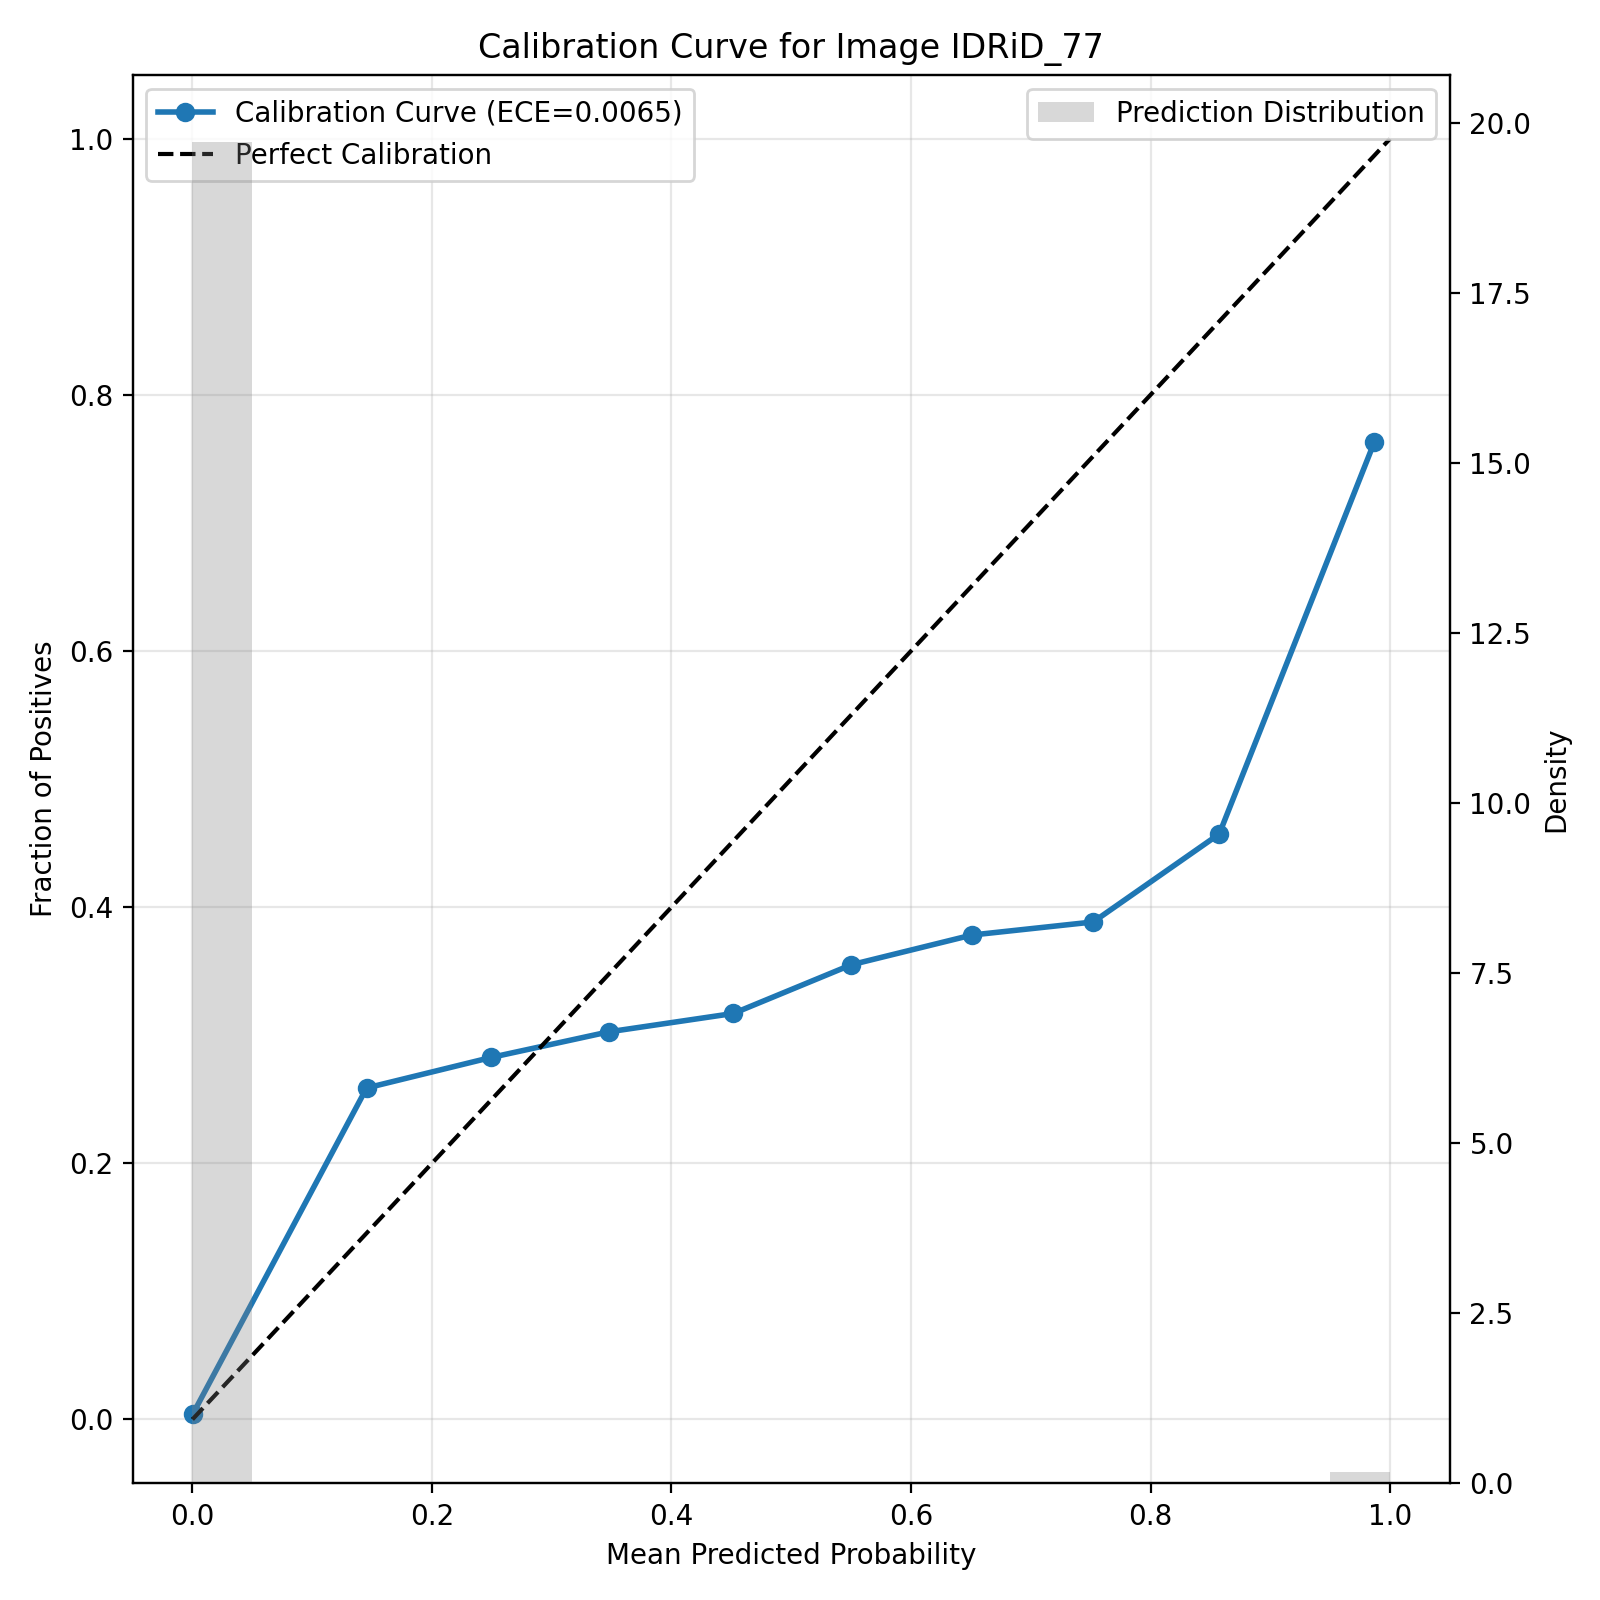 Calibration Curve for Image IDRiD_77
Calibration Curve (ECE=0.0065)
Perfect Calibration
Prediction Distribution
1.0
0.8
0.6
0.4
0.2
0.0
Fraction of Positives
20.0
17.5
15.0
12.5
10.0
7.5
5.0
2.5
0.0
Density
0.0 0.2 0.4 0.6 0.8 1.0
Mean Predicted Probability